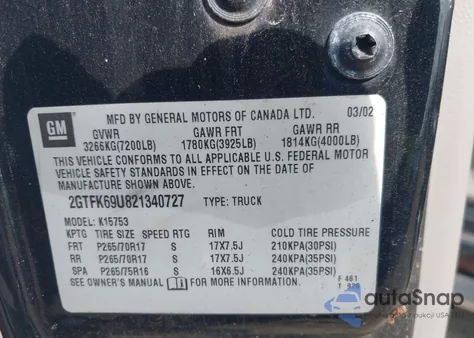 GM
MFD BY GENERAL MOTORS OF CANADA LTD. 03/02
GVWR GAWR FRT GAWR RR
3266KG(7200LB) 1780KG(3925LB) 1814KG(4000LB)
THIS VEHICLE CONFORMS TO ALL APPLICABLE U.S. FEDERAL MOTOR
VEHICLE SAFETY STANDARDS IN EFFECT ON THE DATE OF
MANUFACTURE SHOWN ABOVE.
2GTFK69U821340727 TYPE: TRUCK
MODEL: K15753
KPTG TIRE SIZE SPEED RTG RIM COLD TIRE PRESSURE
FRT P265/70R17 S 17X7.5J 210KPA(30PSI)
RR P265/70R17 S 17X7.5J 240KPA(35PSI)
SPA P265/75R16 S 16X6.5J 240KPA(35PSI)
SEE OWNER'S MANUAL FOR MORE INFORMATION.
F 461
autoSnap